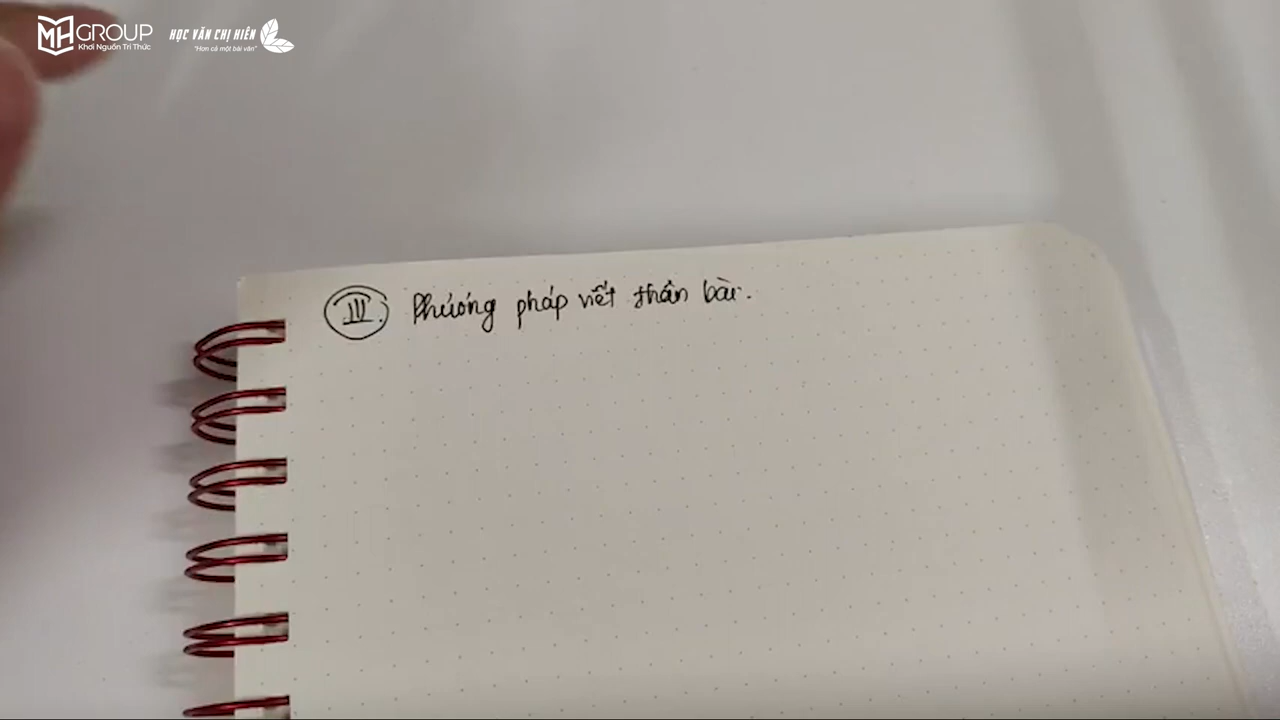 MH GROUP
Khơi Nguồn Tri Thức
HỌC VĂN CHỊ HIÊN
"Hơn cả một bài văn"
III. Phương pháp viết thân bài.